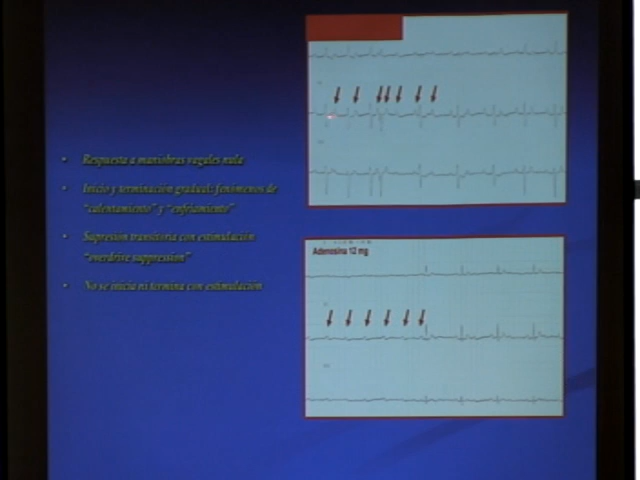 • Respuesta a maniobras vagales nula
• Inicio y terminación gradual: fenómenos de
"calentamiento" y "enfriamiento"
• Supresión transitoria con estimulación
"overdrive suppression"
• No se inicia ni termina con estimulación
Adenosina 12 mg